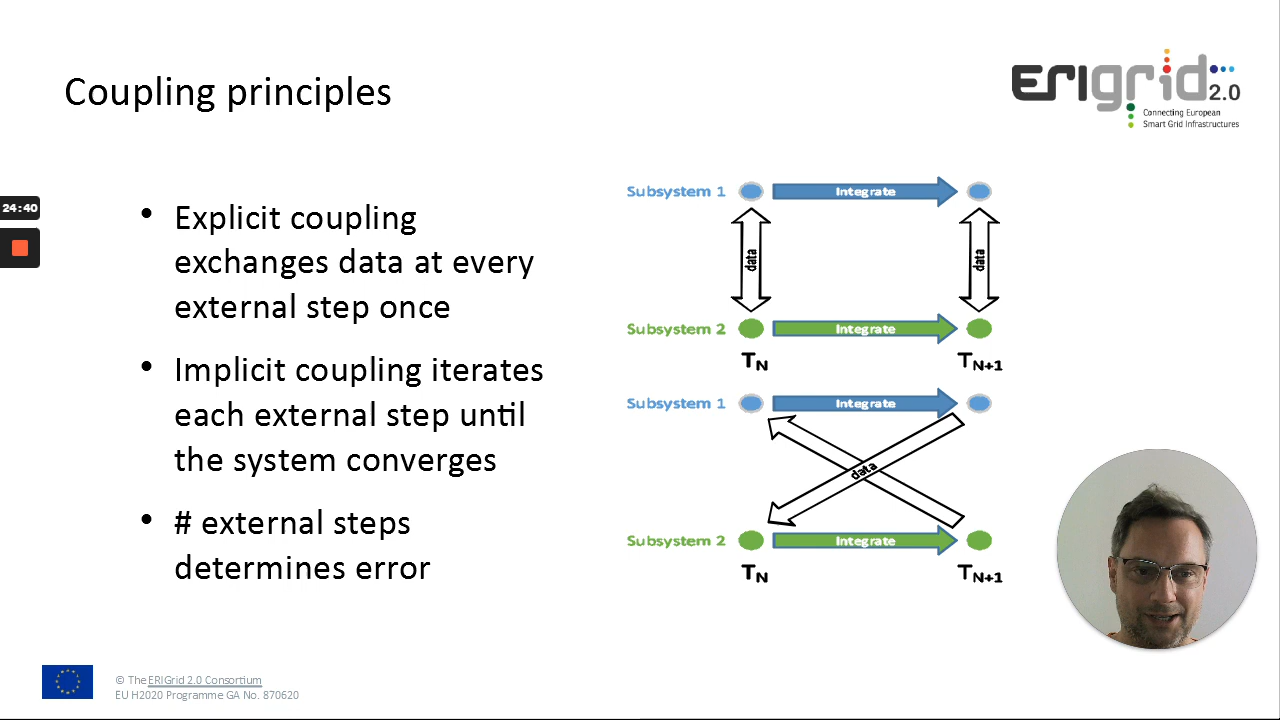 Coupling principles
ERIgrid 2.0
Connecting European
Smart Grid Infrastructures
24:40
• Explicit coupling
exchanges data at every
external step once
• Implicit coupling iterates
each external step until
the system converges
• # external steps
determines error
Subsystem 1
Integrate
data
data
Subsystem 2
Integrate
TN
TN+1
Subsystem 1
Integrate
data
Subsystem 2
Integrate
TN
TN+1
© The ERIGrid 2.0 Consortium
EU H2020 Programme GA No. 870620